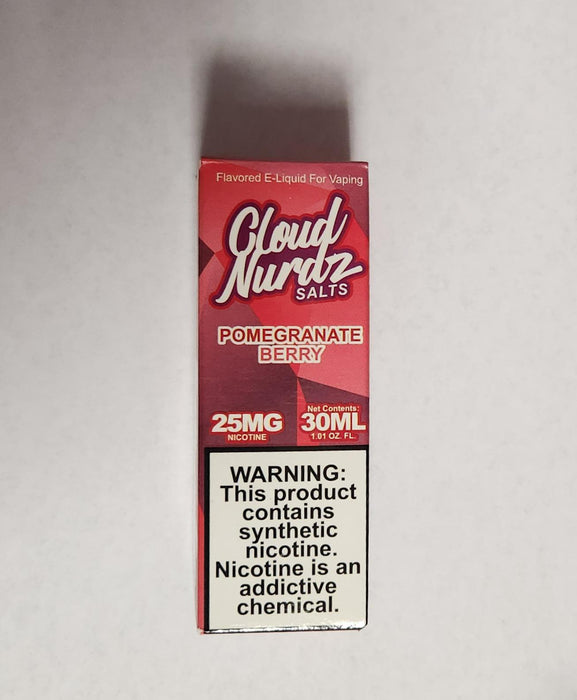 Flavored E-Liquid For Vaping
Cloud
Nurdz
SALTS
POMEGRANATE
BERRY
25MG
NICOTINE
Net Contents:
30ML
1.01 OZ. FL.
WARNING:
This product
contains
synthetic
nicotine.
Nicotine is an
addictive
chemical.